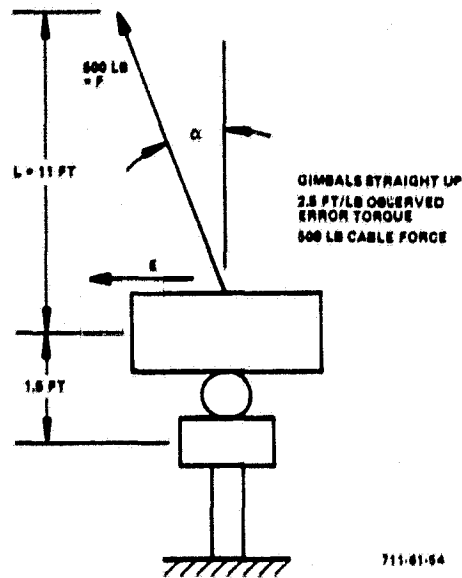 500 LB
= F
α
L = 11 FT
GIMBALS STRAIGHT UP
2.5 FT/LB OBSERVED
ERROR TORQUE
500 LB CABLE FORCE
E
1.5 FT
711-61-54